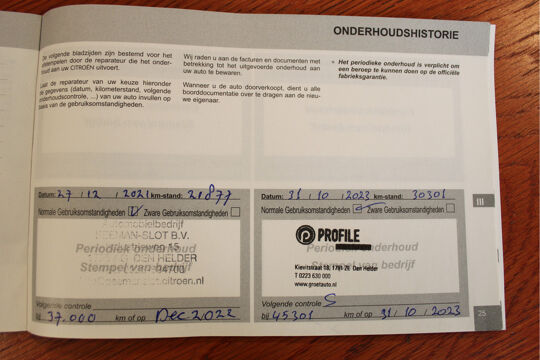 ONDERHOUDSHISTORIE
De volgende bladzijden zijn bestemd voor het
afstempelen door de reparateur die het onder-
houd aan uw CITROËN uitvoert.
Laat de reparateur van uw keuze hieronder
de gegevens (datum, kilometerstand, volgende
onderhoudscontrole, ...) van uw auto invullen op
basis van de gebruiksomstandigheden.
Wij raden u aan de facturen en documenten met
betrekking tot het uitgevoerde onderhoud aan
uw auto te bewaren.
Wanneer u de auto doorverkoopt, dient u alle
boorddocumentatie over te dragen aan de nieu-
we eigenaar.
Het periodieke onderhoud is verplicht om
een beroep te kunnen doen op de officiële
fabrieksgarantie.
Datum: 27 / 12 / 2021 km-stand:
Normale Gebruiksomstandigheden Zware Gebruiksomstandigheden
Automobielbedrijf
-SLOT B.V.
15
DEN HELDER
citroen.nl
Periodiek onderhoud
Stempel van bedrijf
Volgende controle
bij 37.000 km of op Dec 2022
Datum: 31 / 10 / 2023 km-stand: 30301
Normale Gebruiksomstandigheden Zware Gebruiksomstandigheden
PROFILE
Periodiek onderhoud
Kievitstraat 18, 1781 ZE Den Helder
Stempel van bedrijf
T 0223 630 000
www.groetauto.nl
Volgende controle
bij 45301 km of op 31 / 10 / 2023
III
25